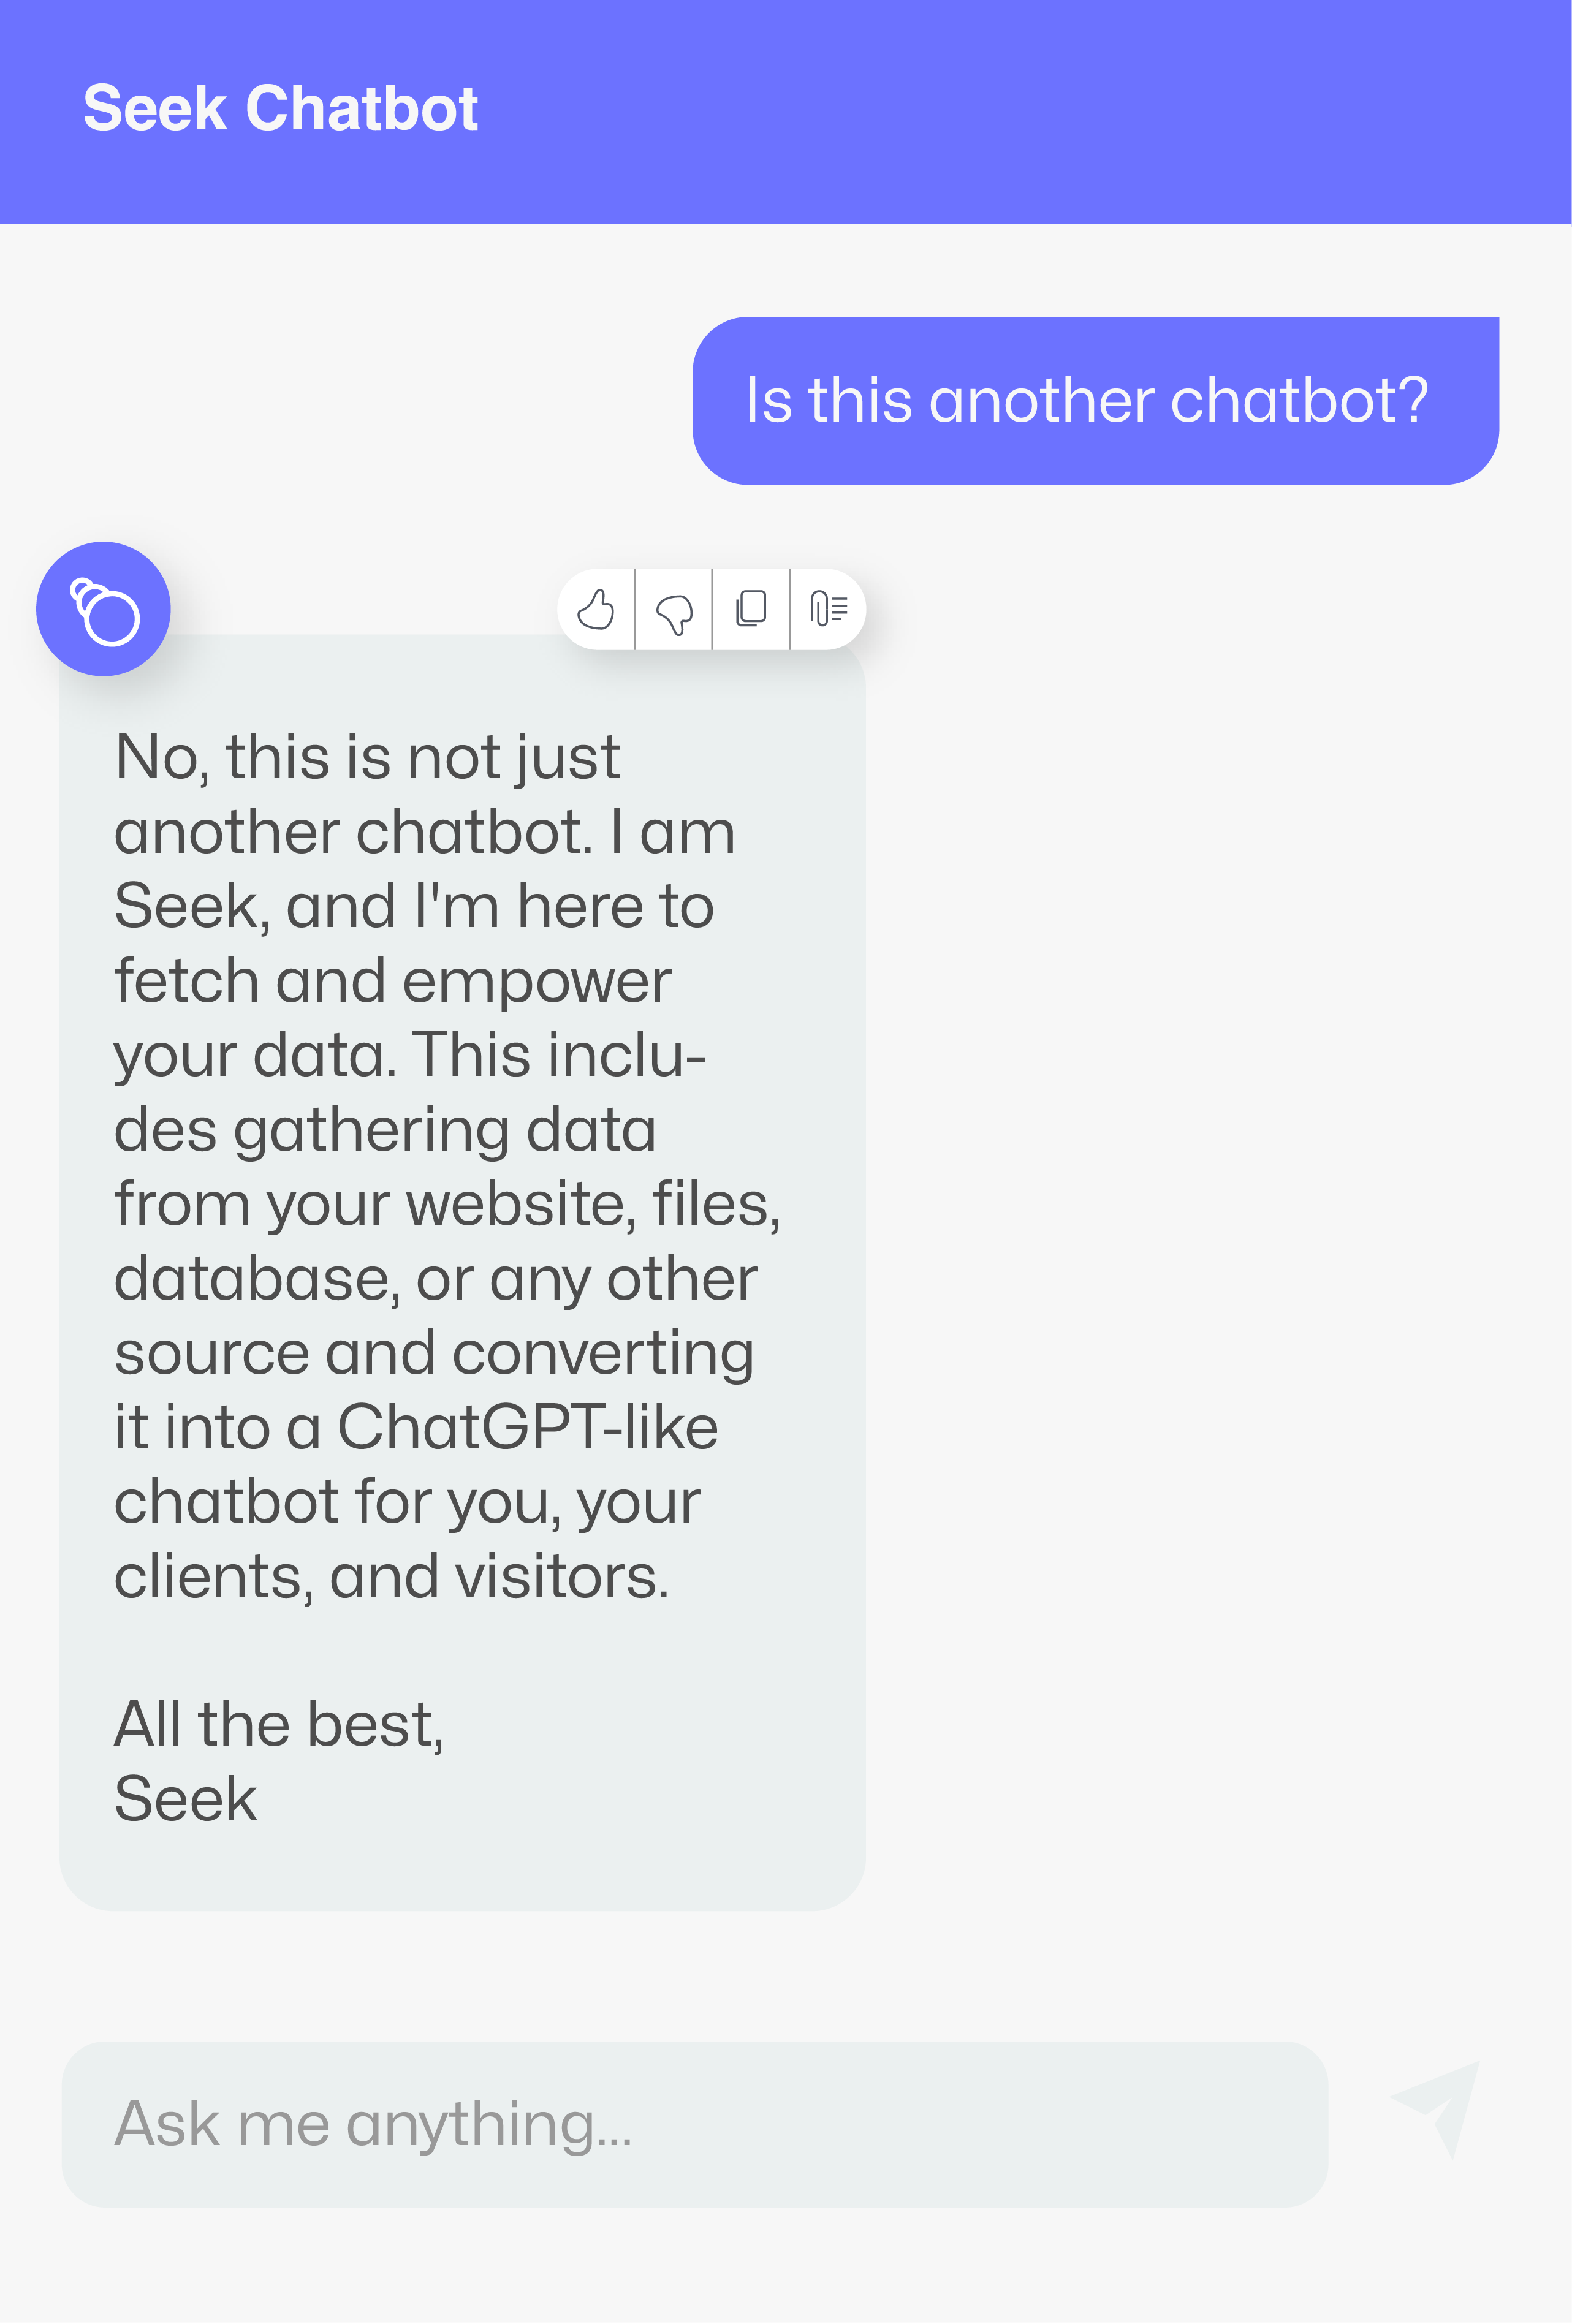 Seek Chatbot
Is this another chatbot?
No, this is not just
another chatbot. I am
Seek, and I'm here to
fetch and empower
your data. This inclu-
des gathering data
from your website, files,
database, or any other
source and converting
it into a ChatGPT-like
chatbot for you, your
clients, and visitors.
All the best,
Seek
Ask me anything...